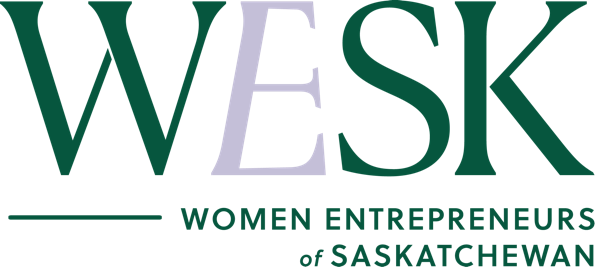 WESK
WOMEN ENTREPRENEURS
of SASKATCHEWAN